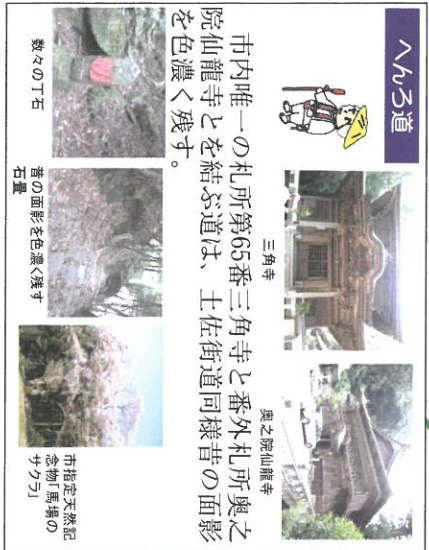 へんろ道
三角寺
奥之院仙龍寺
市内唯一の札所第65番三角寺と番外札所奥之
院仙龍寺とを結ぶ道は、土佐街道同様昔の面影
を色濃く残す。
数々の丁石
昔の面影を色濃く残す
石畳
市指定天然記
念物「馬場の
サクラ」